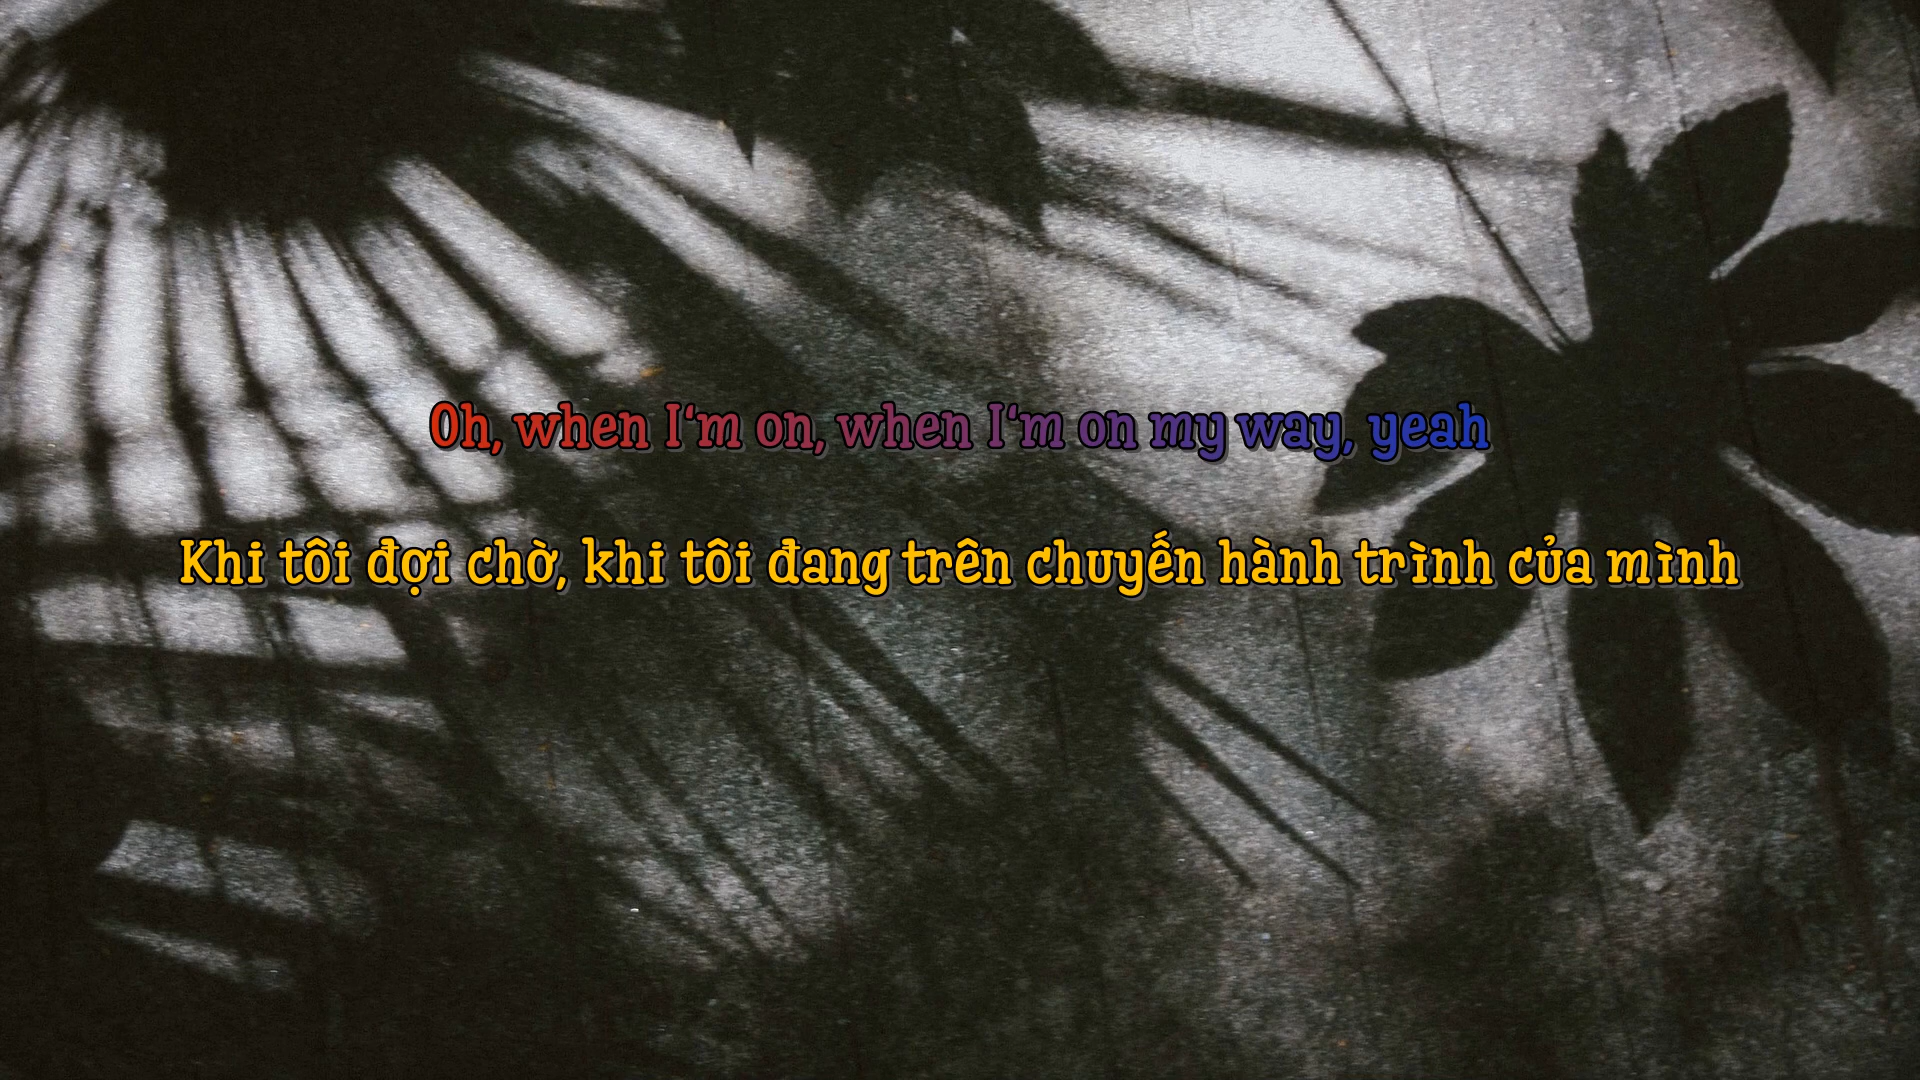 Oh, when I‘m on, when I‘m on my way, yeah
Khi tôi đợi chờ, khi tôi đang trên chuyến hành trình của mình